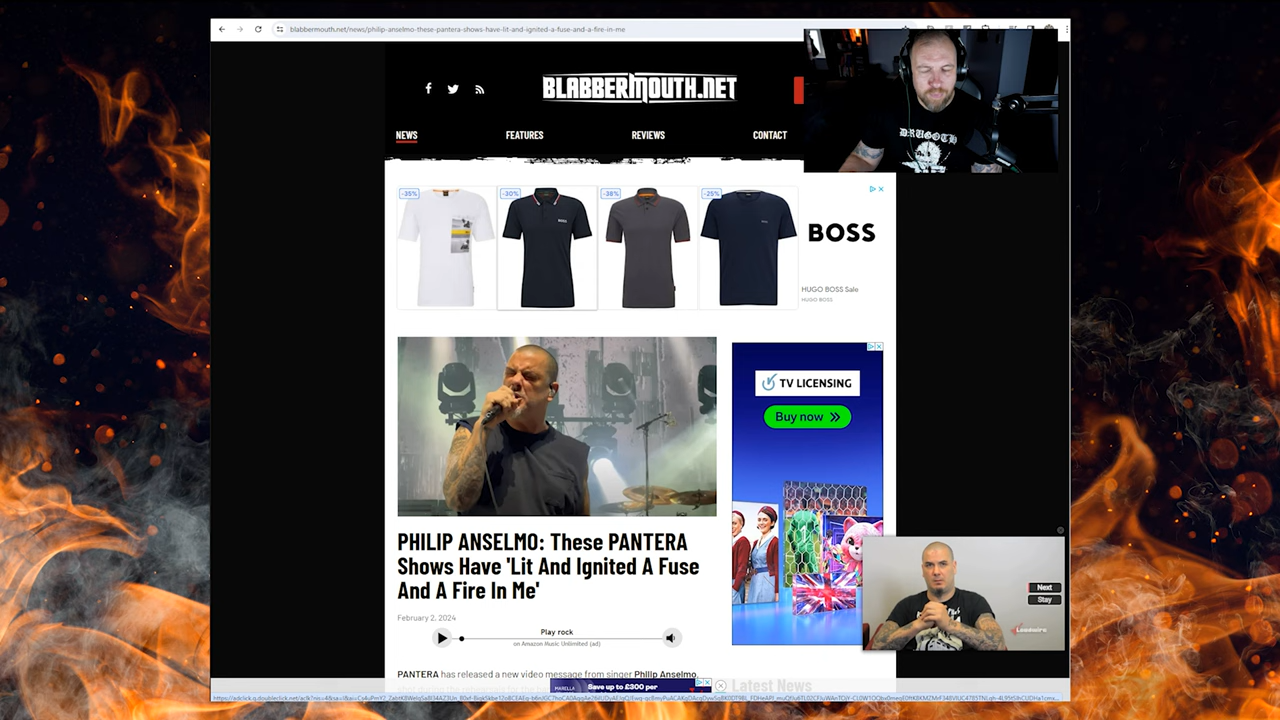 blabbermouth.net/news/philip-anselmo-these-pantera-shows-have-lit-and-ignited-a-fuse-and-a-fire-in-me
BLABBERMOUTH.NET
NEWS
FEATURES
REVIEWS
CONTACT
-35%
-30%
-38%
-25%
BOSS
HUGO BOSS Sale
HUGO BOSS
TV LICENSING
Buy now
PHILIP ANSELMO: These PANTERA
Shows Have 'Lit And Ignited A Fuse
And A Fire In Me'
February 2, 2024
Play rock
on Amazon Music Unlimited (ad)
Next
Stay
Loudwire
PANTERA has released a new video message from singer Philip Anselmo,
MARELLA
Save up to £300 per
Latest News